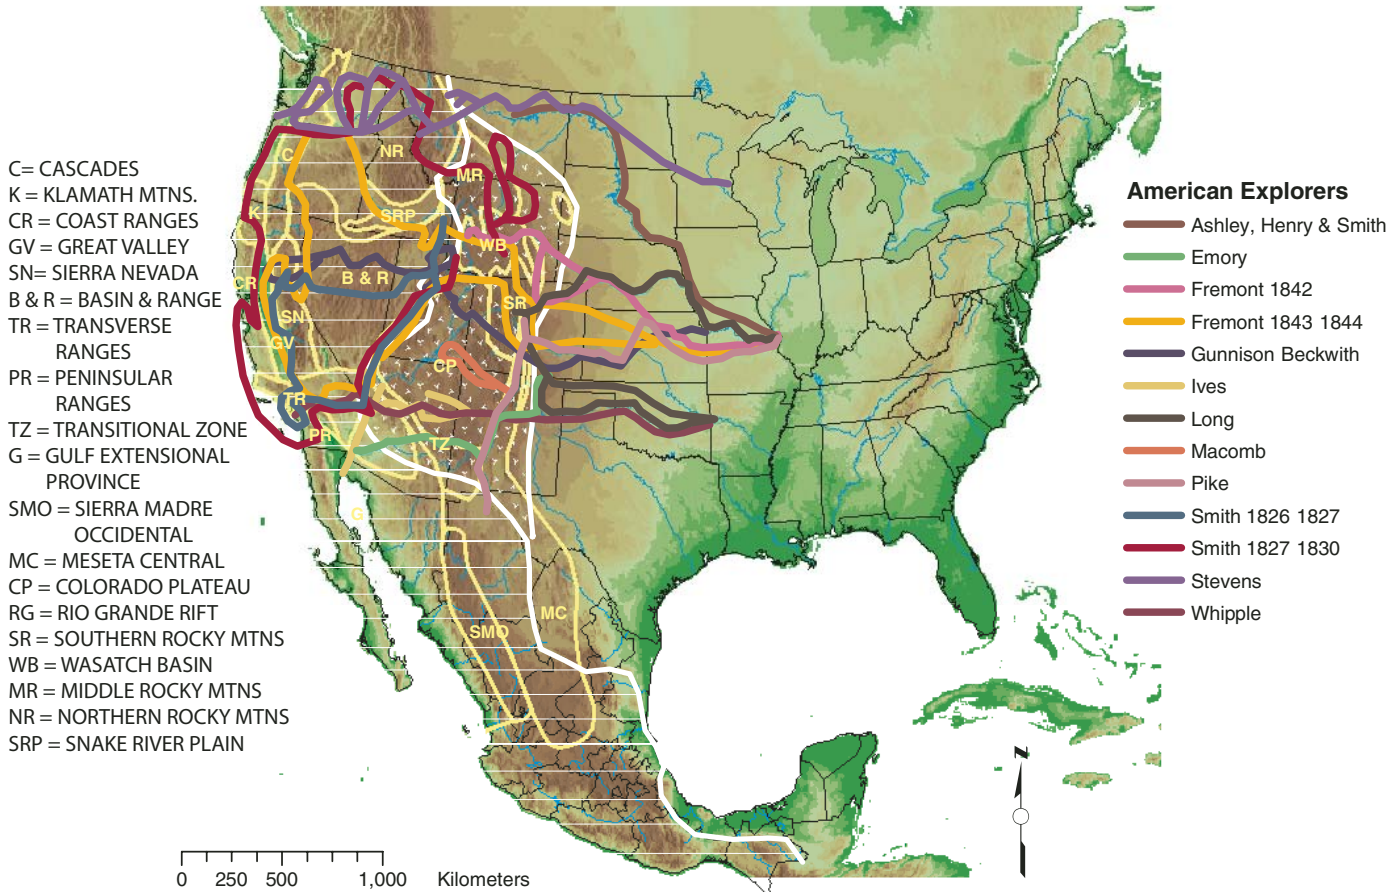 C= CASCADES
K = KLAMATH MTNS.
CR = COAST RANGES
GV = GREAT VALLEY
SN= SIERRA NEVADA
B & R = BASIN & RANGE
TR = TRANSVERSE
RANGES
PR = PENINSULAR
RANGES
TZ = TRANSITIONAL ZONE
G = GULF EXTENSIONAL
PROVINCE
SMO = SIERRA MADRE
OCCIDENTAL
MC = MESETA CENTRAL
CP = COLORADO PLATEAU
RG = RIO GRANDE RIFT
SR = SOUTHERN ROCKY MTNS
WB = WASATCH BASIN
MR = MIDDLE ROCKY MTNS
NR = NORTHERN ROCKY MTNS
SRP = SNAKE RIVER PLAIN
C
NR
MR
K
SRP
WB
CR
B & R
SN
SR
GV
CP
TR
PR
TZ
G
MC
SMO
American Explorers
Ashley, Henry & Smith
Emory
Fremont 1842
Fremont 1843 1844
Gunnison Beckwith
Ives
Long
Macomb
Pike
Smith 1826 1827
Smith 1827 1830
Stevens
Whipple
N
0 250 500 1,000 Kilometers